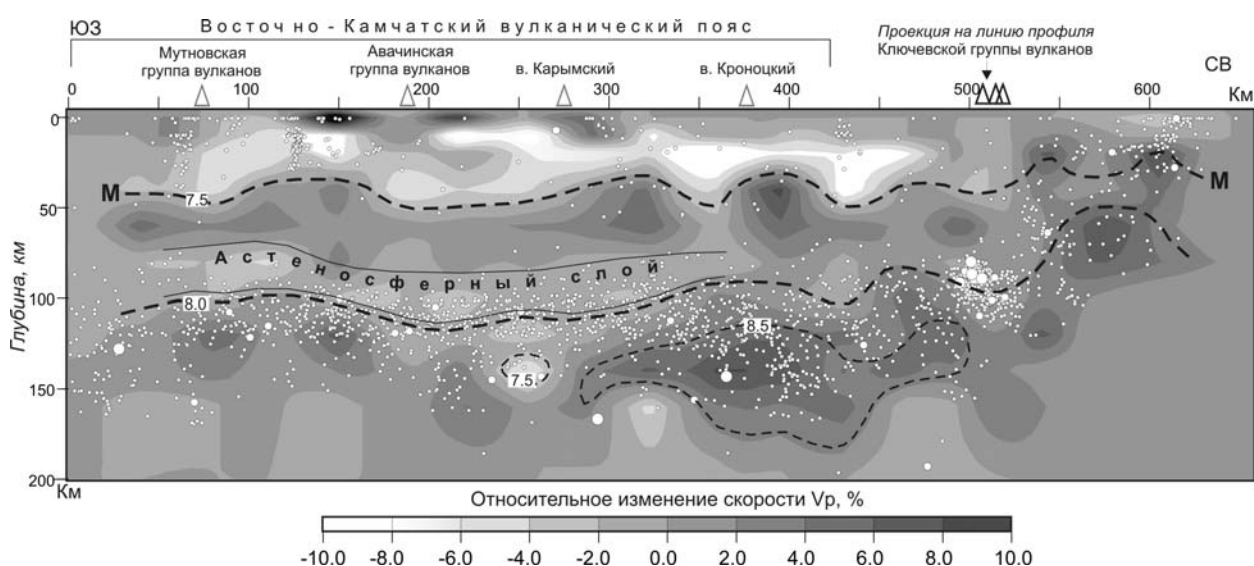 ЮЗ
Восточно-Камчатский вулканический пояс
Проекция на линию профиля
Ключевской группы вулканов
СВ
Мутновская
группа вулканов
Авачинская
группа вулканов
в. Карымский
в. Кроноцкий
0 100 200 300 400 500 600 Км
0
50
100
150
200
Глубина, км
Км
М
7.5
М
Астеносферный слой
8.0
8.5
7.5
Относительное изменение скорости Vp, %
-10.0 -8.0 -6.0 -4.0 -2.0 0.0 2.0 4.0 6.0 8.0 10.0